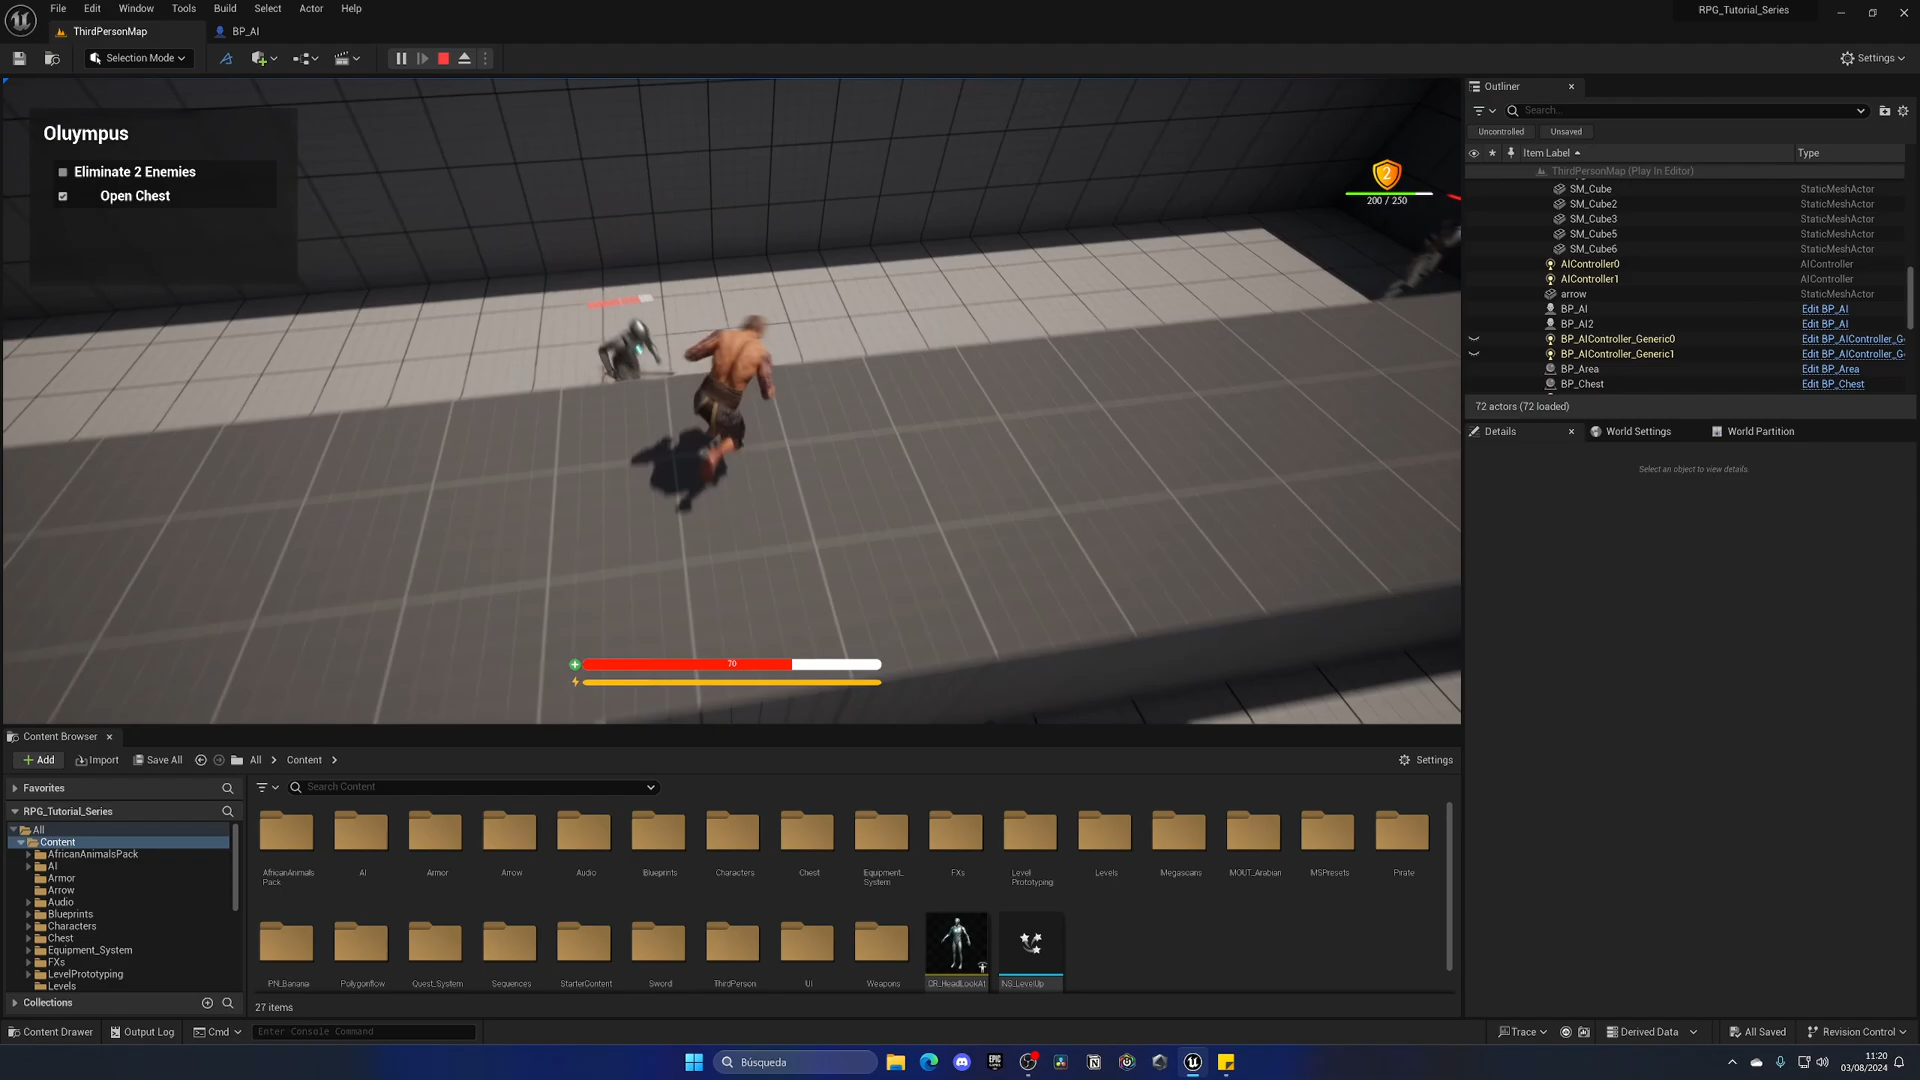 File Edit Window Tools Build Select Actor Help
RPG_Tutorial_Series
ThirdPersonMap
BP_AI
Selection Mode
Settings
Oluympus
Eliminate 2 Enemies
Open Chest
2
200 / 250
70
Outliner
Search...
Uncontrolled
Unsaved
Item Label
Type
ThirdPersonMap (Play In Editor)
SM_Cube StaticMeshActor
SM_Cube2 StaticMeshActor
SM_Cube3 StaticMeshActor
SM_Cube5 StaticMeshActor
SM_Cube6 StaticMeshActor
AIController0 AIController
AIController1 AIController
arrow StaticMeshActor
BP_AI Edit BP_AI
BP_AI2 Edit BP_AI
BP_AIController_Generic0 Edit BP_AIController_G
BP_AIController_Generic1 Edit BP_AIController_G
BP_Area Edit BP_Area
BP_Chest Edit BP_Chest
72 actors (72 loaded)
Details
World Settings
World Partition
Select an object to view details.
Content Browser
Add
Import
Save All
All
Content
Settings
Favorites
Search Content
RPG_Tutorial_Series
All
Content
AfricanAnimalsPack
AI
Armor
Arrow
Audio
Blueprints
Characters
Chest
Equipment_System
FXs
LevelPrototyping
Levels
Collections
AfricanAnimals
Pack
AI
Armor
Arrow
Audio
Blueprints
Characters
Chest
Equipment_
System
FXs
Level
Prototyping
Levels
Megascans
MOUT_Arabian
MSPresets
Pirate
PNLBanana
Polygonflow
Quest_System
Sequences
StarterContent
Sword
ThirdPerson
UI
Weapons
CR_HeadLookAt
NS_LevelUp
27 items
Content Drawer
Output Log
Cmd
Enter Console Command
Trace
Derived Data
All Saved
Revision Control
Búsqueda
11:20
03/08/2024